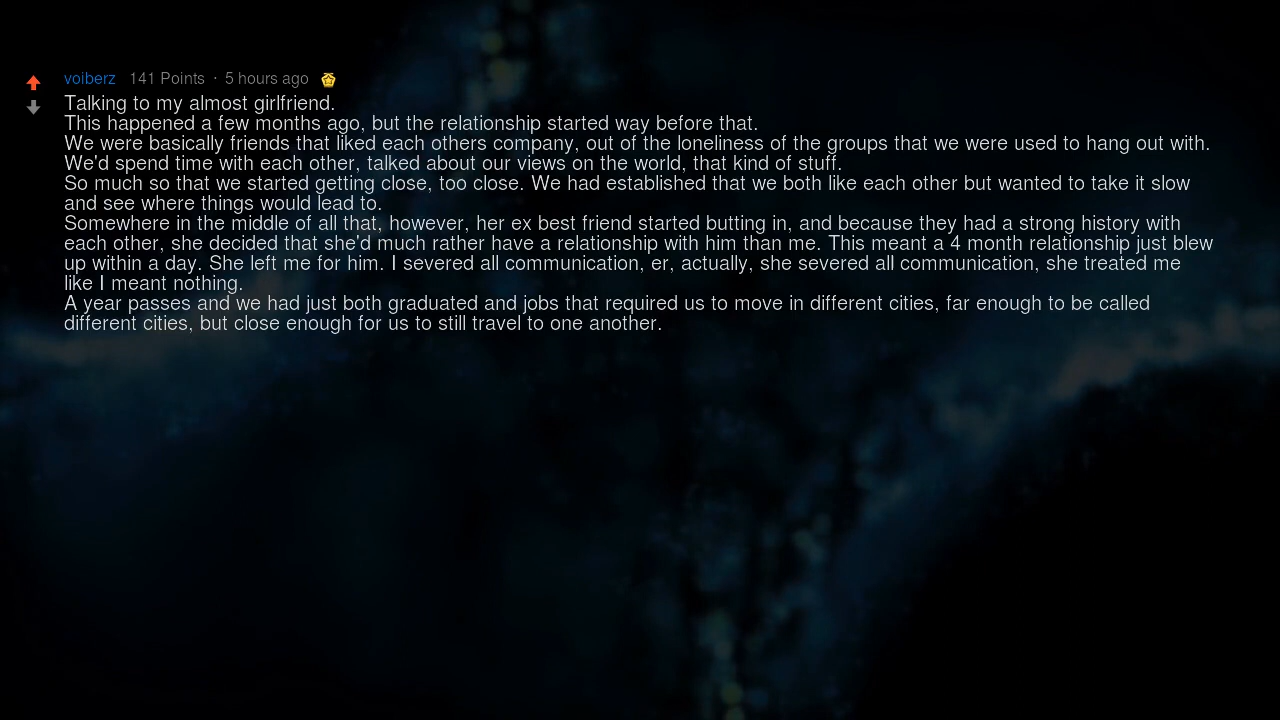 voiberz 141 Points · 5 hours ago
Talking to my almost girlfriend.
This happened a few months ago, but the relationship started way before that.
We were basically friends that liked each others company, out of the loneliness of the groups that we were used to hang out with.
We'd spend time with each other, talked about our views on the world, that kind of stuff.
So much so that we started getting close, too close. We had established that we both like each other but wanted to take it slow
and see where things would lead to.
Somewhere in the middle of all that, however, her ex best friend started butting in, and because they had a strong history with
each other, she decided that she'd much rather have a relationship with him than me. This meant a 4 month relationship just blew
up within a day. She left me for him. I severed all communication, er, actually, she severed all communication, she treated me
like I meant nothing.
A year passes and we had just both graduated and jobs that required us to move in different cities, far enough to be called
different cities, but close enough for us to still travel to one another.